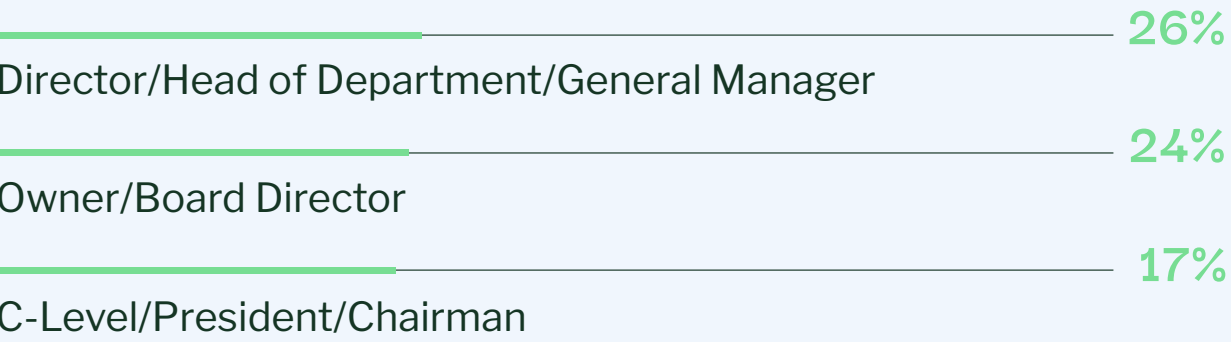 26%
Director/Head of Department/General Manager
24%
Owner/Board Director
17%
C-Level/President/Chairman